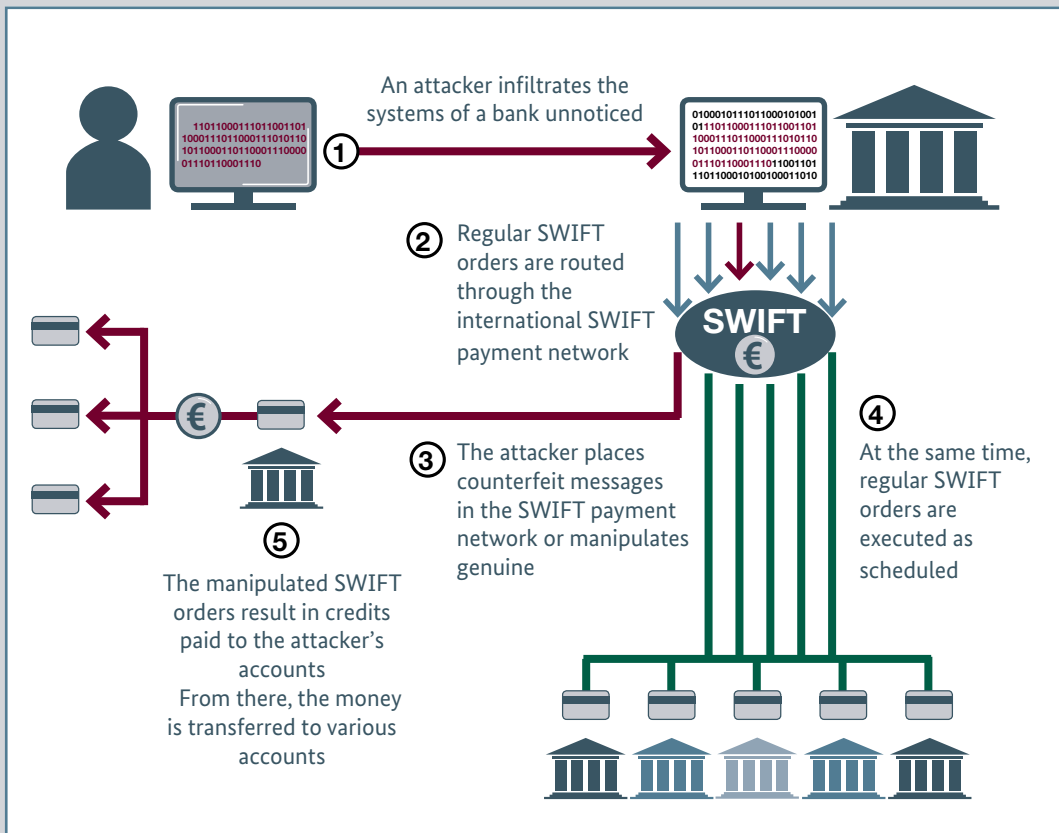 An attacker infiltrates the
systems of a bank unnoticed
11011000111011001101
1000111011000111010110
1011000110110001110000
01110110001110
1
0100010111011000101001
0111011000111011001101
1000111011000111010110
1011000110110001110000
0111011000111011001101
1101100010100100011010
2
Regular SWIFT
orders are routed
through the
international SWIFT
payment network
SWIFT
€
€
3
The attacker places
counterfeit messages
in the SWIFT payment
network or manipulates
genuine
4
At the same time,
regular SWIFT
orders are
executed as
scheduled
5
The manipulated SWIFT
orders result in credits
paid to the attacker’s
accounts
From there, the money
is transferred to various
accounts